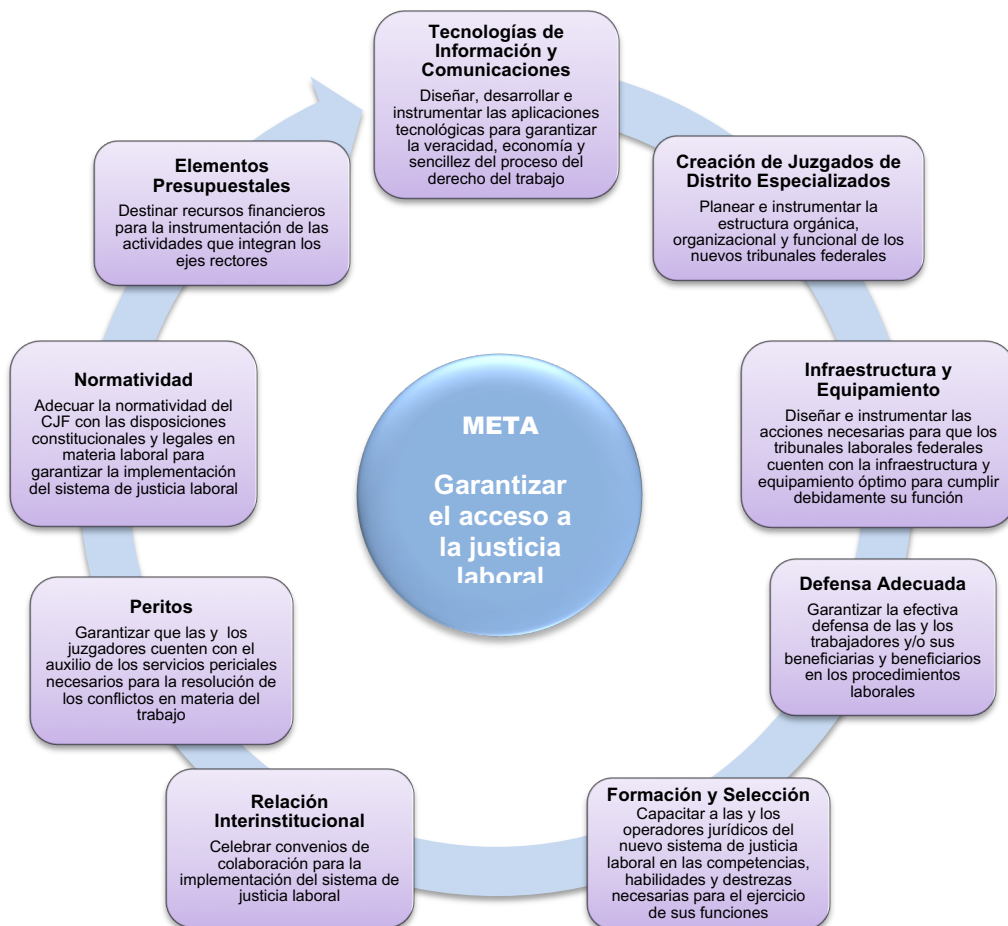 Tecnologías de
Información y
Comunicaciones
Diseñar, desarrollar e
instrumentar las aplicaciones
tecnológicas para garantizar
la veracidad, economía y
sencillez del proceso del
derecho del trabajo
Creación de Juzgados de
Distrito Especializados
Planear e instrumentar la
estructura orgánica,
organizacional y funcional de los
nuevos tribunales federales
Infraestructura y
Equipamiento
Diseñar e instrumentar las
acciones necesarias para que los
tribunales laborales federales
cuenten con la infraestructura y
equipamiento óptimo para cumplir
debidamente su función
Defensa Adecuada
Garantizar la efectiva
defensa de las y los
trabajadores y/o sus
beneficiarias y beneficiarios
en los procedimientos
laborales
Formación y Selección
Capacitar a las y los
operadores jurídicos del
nuevo sistema de justicia
laboral en las competencias,
habilidades y destrezas
necesarias para el ejercicio
de sus funciones
Relación
Interinstitucional
Celebrar convenios de
colaboración para la
implementación del sistema de
justicia laboral
Peritos
Garantizar que las y los
juzgadores cuenten con el
auxilio de los servicios periciales
necesarios para la resolución de
los conflictos en materia del
trabajo
Normatividad
Adecuar la normatividad del
CJF con las disposiciones
constitucionales y legales en
materia laboral para
garantizar la implementación
del sistema de justicia laboral
Elementos
Presupuestales
Destinar recursos financieros
para la instrumentación de las
actividades que integran los
ejes rectores
META
Garantizar
el acceso a
la justicia
laboral